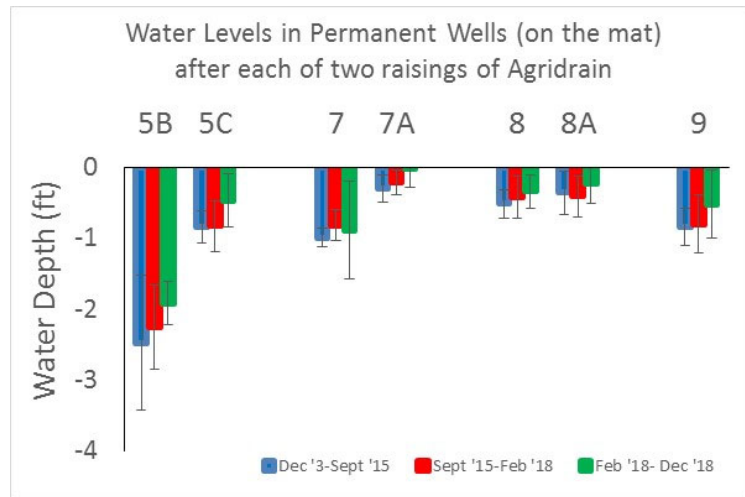 Water Levels in Permanent Wells (on the mat)
after each of two raisings of Agridrain
5B 5C 7 7A 8 8A 9
Water Depth (ft)
0
-1
-2
-3
-4
Dec '3-Sept '15 Sept '15-Feb '18 Feb '18- Dec '18